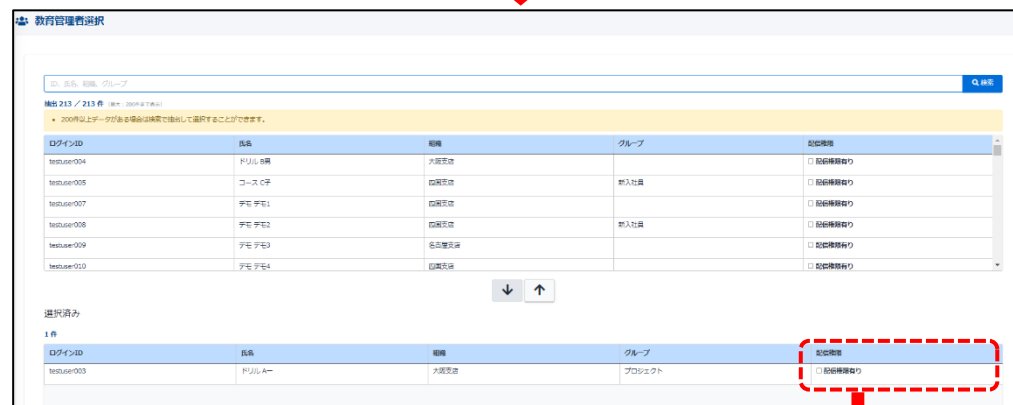 教育管理者選択
ID、氏名、組織、グループ
検索
抽出 213 / 213 件 (最大:200件まで表示)
• 200件以上データがある場合は検索で抽出して選択することができます。
ログインID 氏名 組織 グループ 配信権限
testuser004 ドリル B男 大阪支店 配信権限有り
testuser005 コース C子 四国支店 新入社員 配信権限有り
testuser007 デモ デモ1 四国支店 配信権限有り
testuser008 デモ デモ2 四国支店 新入社員 配信権限有り
testuser009 デモ デモ3 名古屋支店 配信権限有り
testuser010 デモ デモ4 四国支店 配信権限有り
選択済み
1 件
ログインID 氏名 組織 グループ 配信権限
testuser003 ドリル A一 大阪支店 プロジェクト 配信権限有り